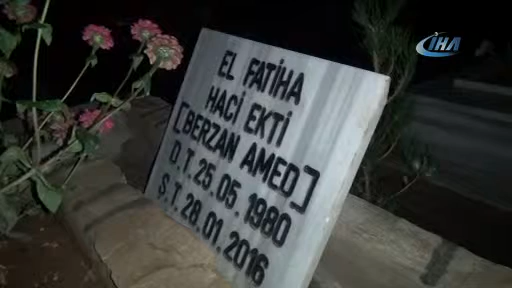 İHA
EL FATİHA
HACİ EKTİ
[BERZAN AMED]
D.T. 25.05.1980
S.T. 28.01.2016